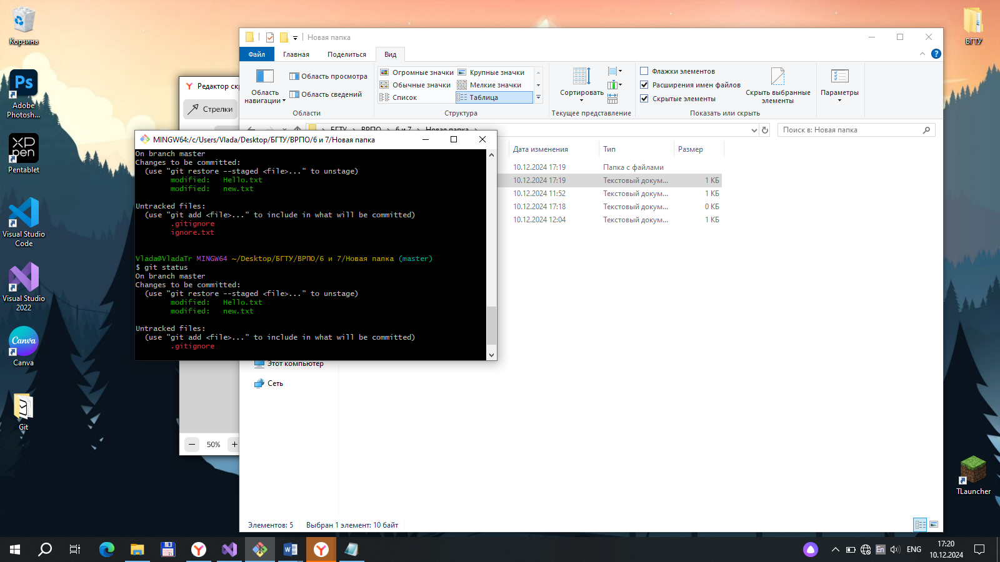 Корзина
Adobe
Photosh...
Pentablet
Visual Studio
Code
Visual Studio
2022
Canva
Git
БГТУ
TLauncher
Ps
XP
pen
Canva
Редактор ск
Стрелки
50%
Новая папка
Файл
Главная
Поделиться
Вид
Область
навигации
Область просмотра
Область сведений
Области
Огромные значки
Крупные значки
Обычные значки
Мелкие значки
Список
Таблица
Структура
Сортировать
Текущее представление
Флажки элементов
Расширения имен файлов
Скрытые элементы
Скрыть выбранные
элементы
Показать или скрыть
Параметры
БГТУ
ВРПО
6 и 7
Новая папка
Поиск в: Новая папка
Дата изменения
Тип
Размер
10.12.2024 17:19 Папка с файлами
10.12.2024 17:19 Текстовый докум... 1 КБ
10.12.2024 11:52 Текстовый докум... 1 КБ
10.12.2024 17:18 Текстовый докум... 0 КБ
10.12.2024 12:04 Текстовый докум... 1 КБ
MINGW64:/c/Users/Vlada/Desktop/БГТУ/ВРПО/6 и 7/Новая папка
On branch master
Changes to be committed:
(use "git restore --staged <file>..." to unstage)
modified: Hello.txt
modified: new.txt
Untracked files:
(use "git add <file>..." to include in what will be committed)
.gitignore
ignore.txt
Vlada@VladaTr MINGW64 ~/Desktop/БГТУ/ВРПО/6 и 7/Новая папка (master)
$ git status
On branch master
Changes to be committed:
(use "git restore --staged <file>..." to unstage)
modified: Hello.txt
modified: new.txt
Untracked files:
(use "git add <file>..." to include in what will be committed)
.gitignore
Этот компьютер
Сеть
Элементов: 5
Выбран 1 элемент: 10 байт
En
ENG
17:20
10.12.2024